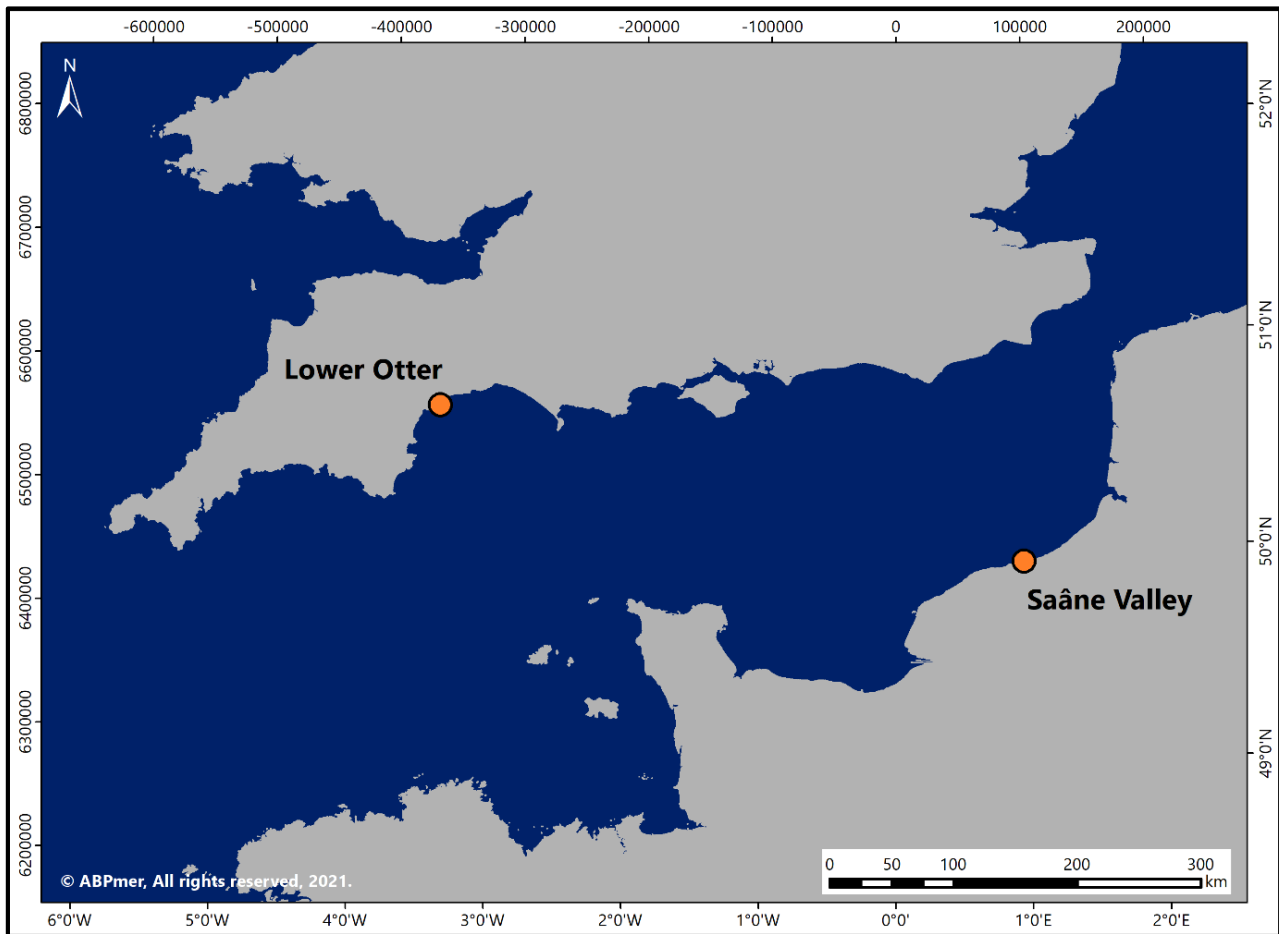 -600000 -500000 -400000 -300000 -200000 -100000 0 100000 200000
N
6800000
52°0'N
6700000
51°0'N
6600000
Lower Otter
6500000
50°0'N
Saâne Valley
6400000
6300000
49°0'N
6200000
0 50 100 200 300
km
© ABPmer, All rights reserved, 2021.
6°0'W 5°0'W 4°0'W 3°0'W 2°0'W 1°0'W 0°0' 1°0'E 2°0'E